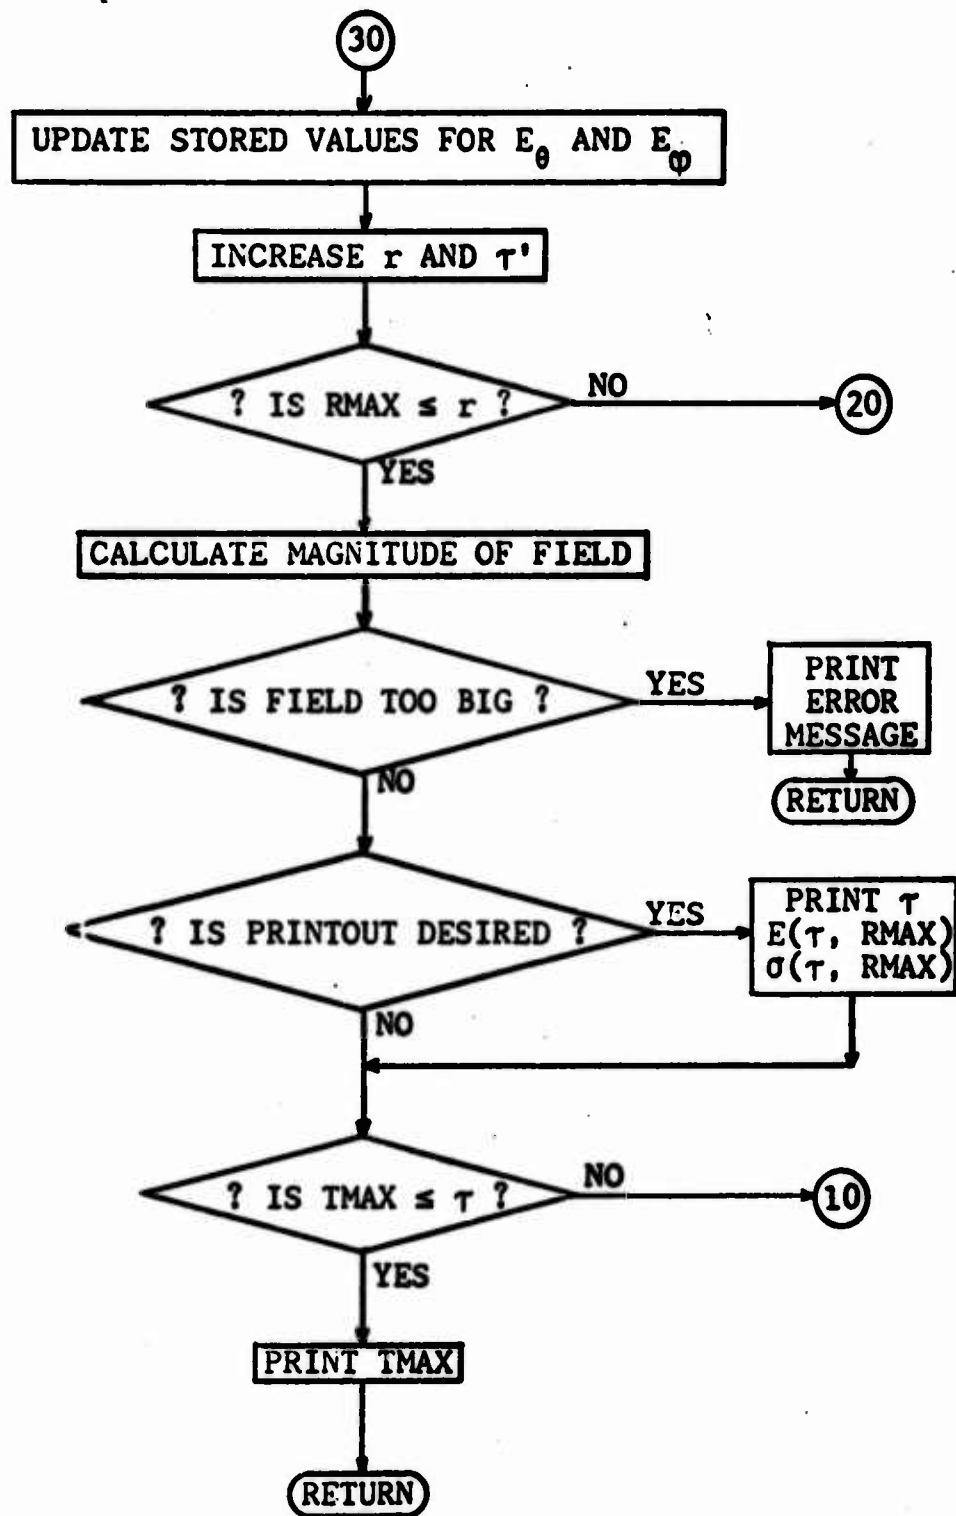 30
UPDATE STORED VALUES FOR E_θ AND E_φ
INCREASE r AND τ'
? IS RMAX ≤ r ?
NO
20
YES
CALCULATE MAGNITUDE OF FIELD
? IS FIELD TOO BIG ?
YES
PRINT
ERROR
MESSAGE
RETURN
NO
? IS PRINTOUT DESIRED ?
YES
PRINT τ
E(τ, RMAX)
σ(τ, RMAX)
NO
? IS TMAX ≤ τ ?
NO
10
YES
PRINT TMAX
RETURN